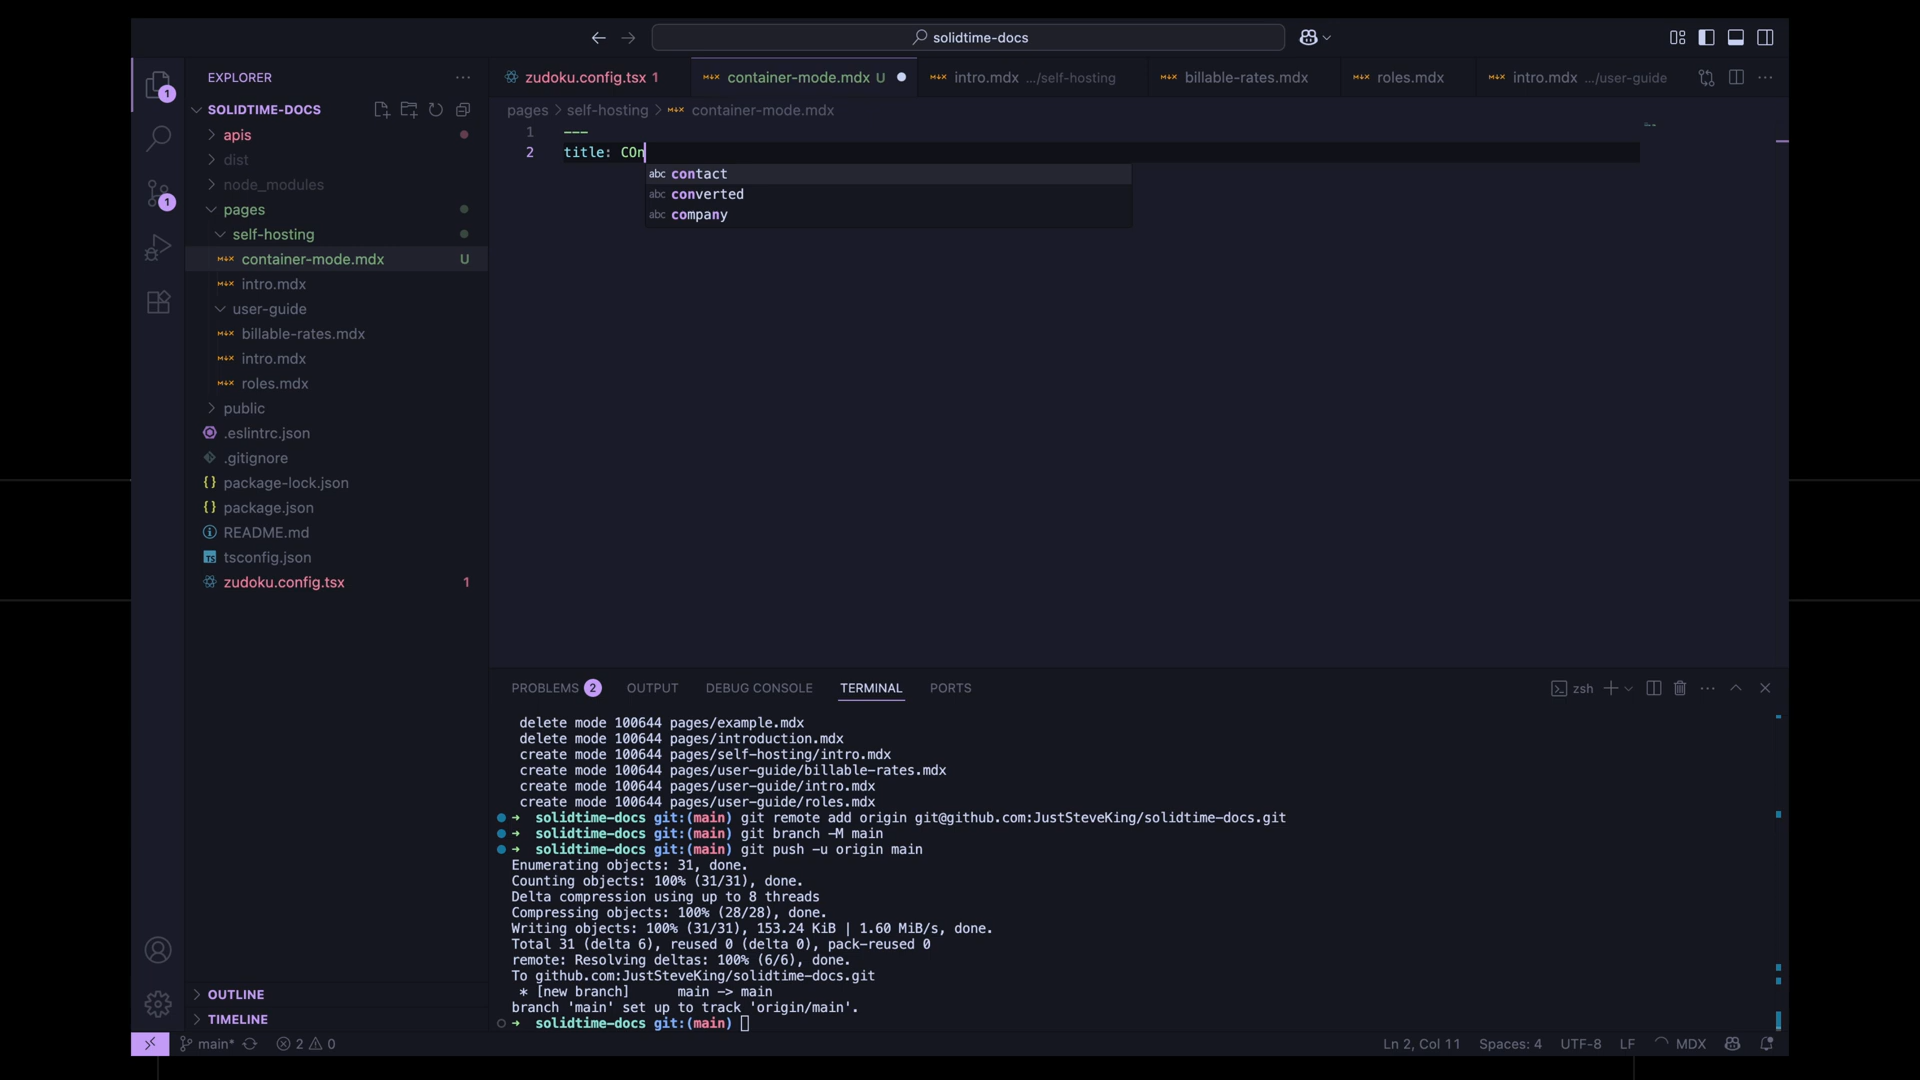 solidtime-docs
EXPLORER
zudoku.config.tsx 1
container-mode.mdx U
intro.mdx .../self-hosting
billable-rates.mdx
roles.mdx
intro.mdx .../user-guide
1
SOLIDTIME-DOCS
apis
dist
node_modules
pages
self-hosting
container-mode.mdx U
intro.mdx
user-guide
billable-rates.mdx
intro.mdx
roles.mdx
public
.eslintrc.json
.gitignore
package-lock.json
package.json
README.md
tsconfig.json
zudoku.config.tsx 1
1
OUTLINE
TIMELINE
pages > self-hosting > container-mode.mdx
1 ---
2 title: COn
abc contact
abc converted
abc company
PROBLEMS 2
OUTPUT
DEBUG CONSOLE
TERMINAL
PORTS
zsh
delete mode 100644 pages/example.mdx
delete mode 100644 pages/introduction.mdx
create mode 100644 pages/self-hosting/intro.mdx
create mode 100644 pages/user-guide/billable-rates.mdx
create mode 100644 pages/user-guide/intro.mdx
create mode 100644 pages/user-guide/roles.mdx
➜ solidtime-docs git:(main) git remote add origin git@github.com:JustSteveKing/solidtime-docs.git
➜ solidtime-docs git:(main) git branch -M main
➜ solidtime-docs git:(main) git push -u origin main
Enumerating objects: 31, done.
Counting objects: 100% (31/31), done.
Delta compression using up to 8 threads
Compressing objects: 100% (28/28), done.
Writing objects: 100% (31/31), 153.24 KiB | 1.60 MiB/s, done.
Total 31 (delta 6), reused 0 (delta 0), pack-reused 0
remote: Resolving deltas: 100% (6/6), done.
To github.com:JustSteveKing/solidtime-docs.git
* [new branch] main -> main
branch 'main' set up to track 'origin/main'.
➜ solidtime-docs git:(main)
main*
2
0
Ln 2, Col 11
Spaces: 4
UTF-8
LF
MDX